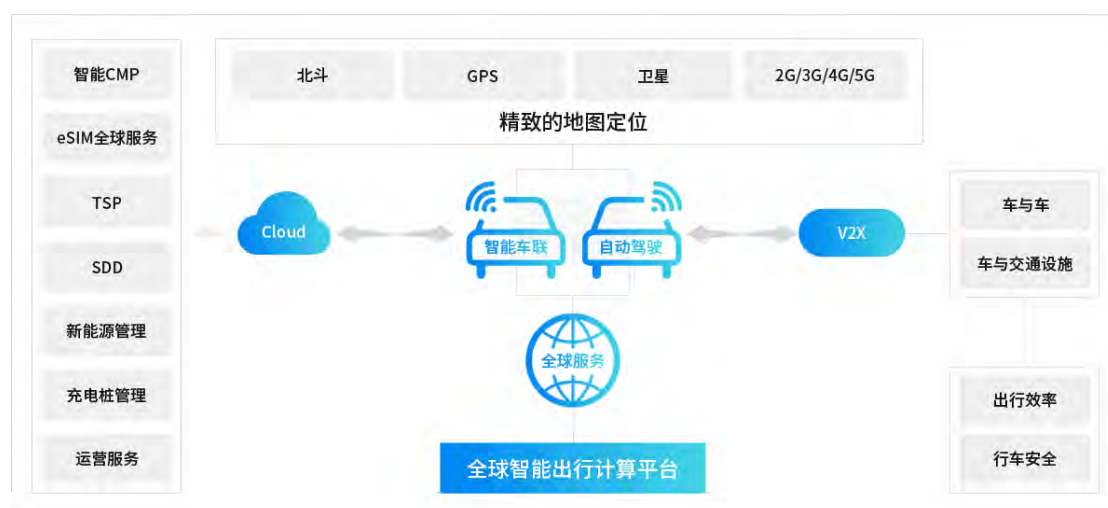 智能CMP
eSIM全球服务
TSP
SDD
新能源管理
充电桩管理
运营服务
北斗
GPS
卫星
2G/3G/4G/5G
精致的地图定位
Cloud
智能车联
自动驾驶
V2X
全球服务
全球智能出行计算平台
车与车
车与交通设施
出行效率
行车安全